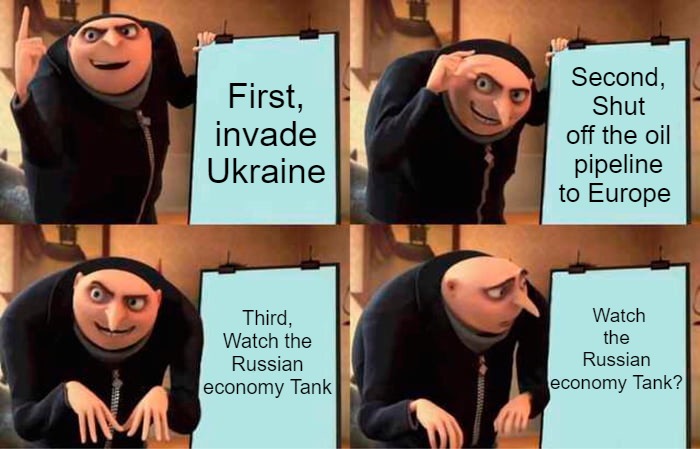 First,
invade
Ukraine
Second,
Shut
off the oil
pipeline
to Europe
Third,
Watch the
Russian
economy Tank
Watch
the
Russian
economy Tank?